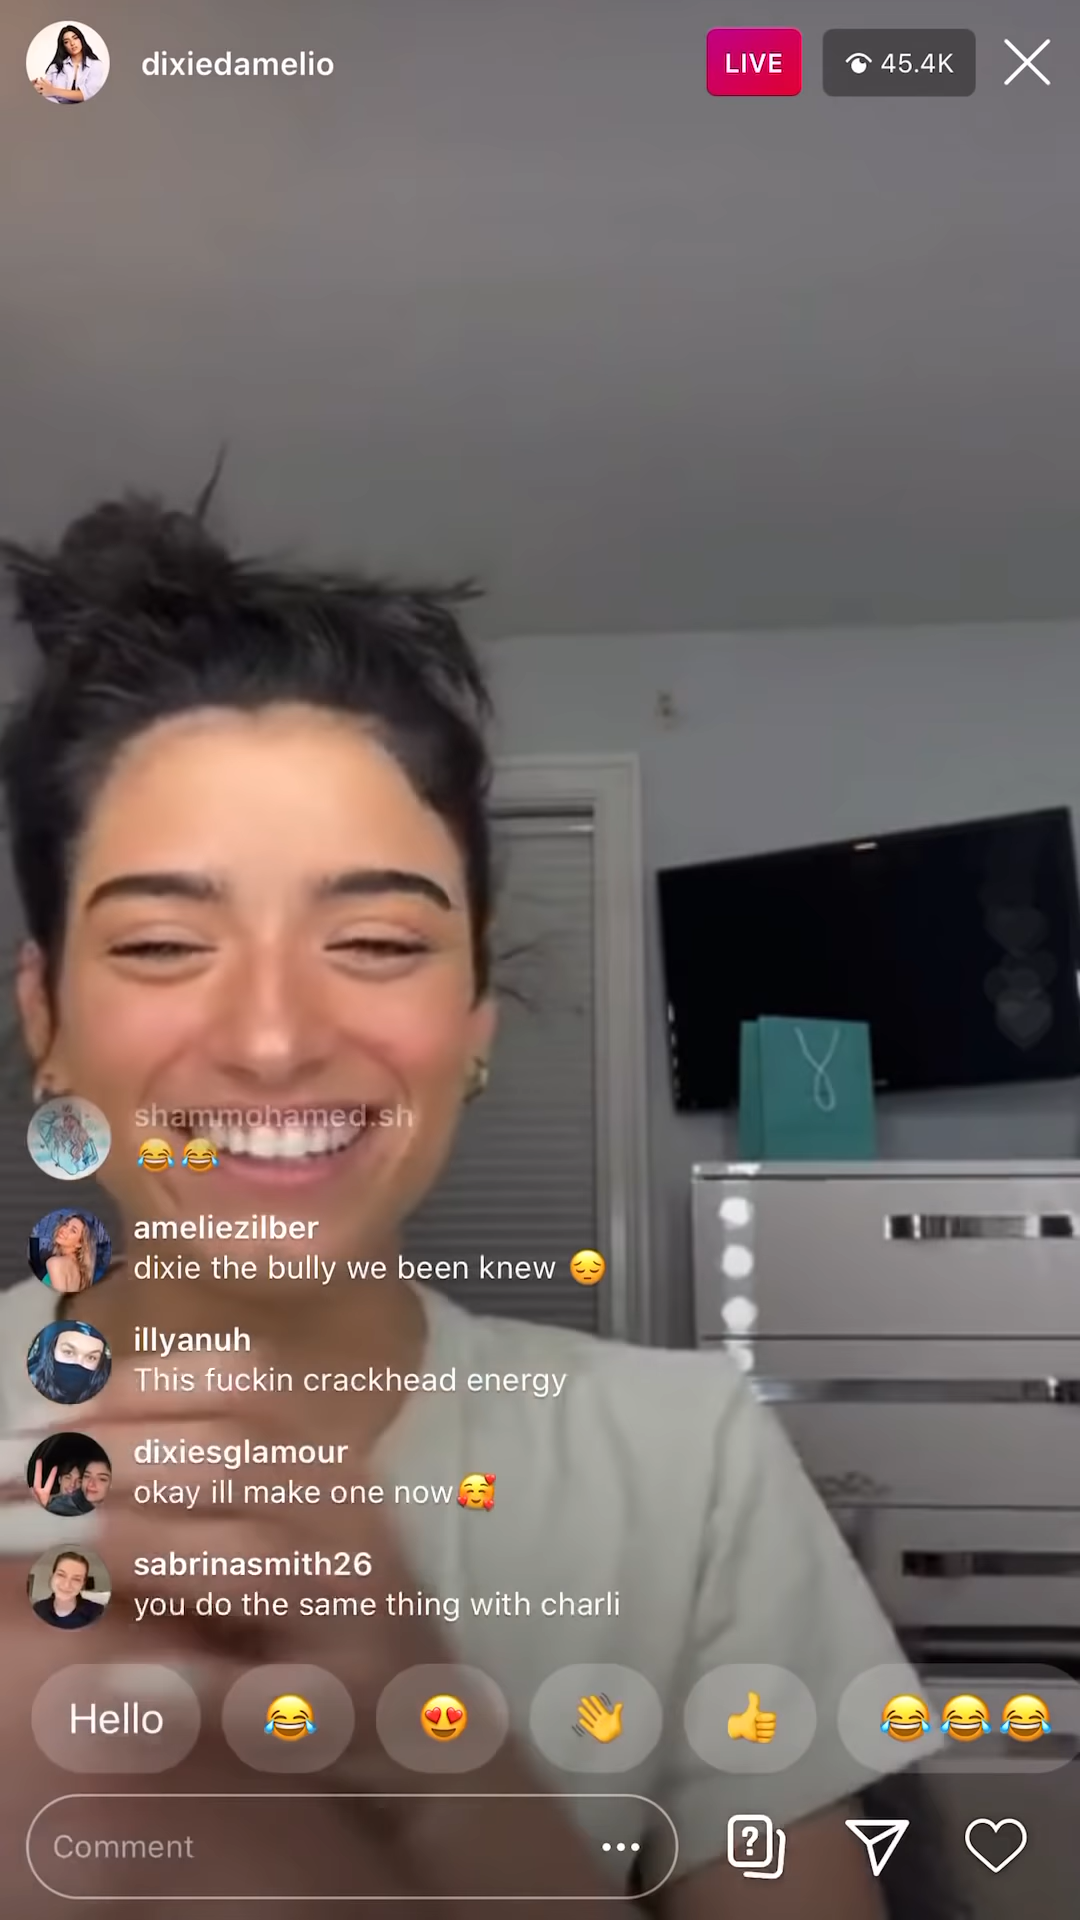 dixiedamelio
LIVE
45.4K
shammohamed.sh
😂😂
ameliezilber
dixie the bully we been knew 😔
illyanuh
This fuckin crackhead energy
dixiesglamour
okay ill make one now🥰
sabrinasmith26
you do the same thing with charli
Hello 😂 😍 👋 👍 😂😂😂
Comment